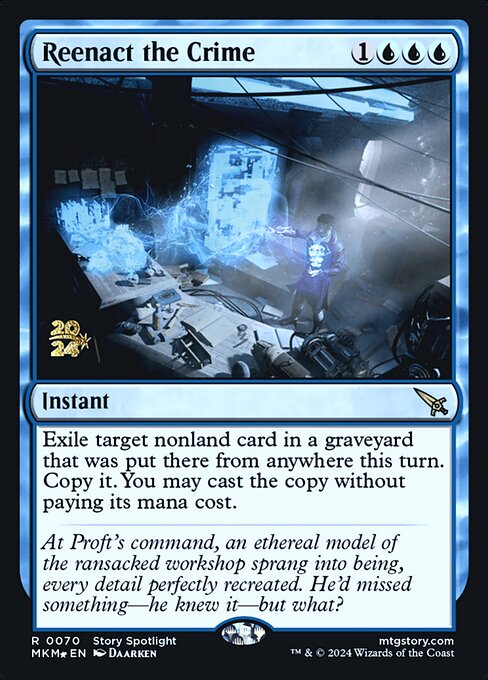 Reenact the Crime 1
20
24
Instant
Exile target nonland card in a graveyard
that was put there from anywhere this turn.
Copy it. You may cast the copy without
paying its mana cost.
At Proft's command, an ethereal model of
the ransacked workshop sprang into being,
every detail perfectly recreated. He'd missed
something—he knew it—but what?
R 0070 Story Spotlight mtgstory.com
MKM★EN Daarken ™ & © 2024 Wizards of the Coast